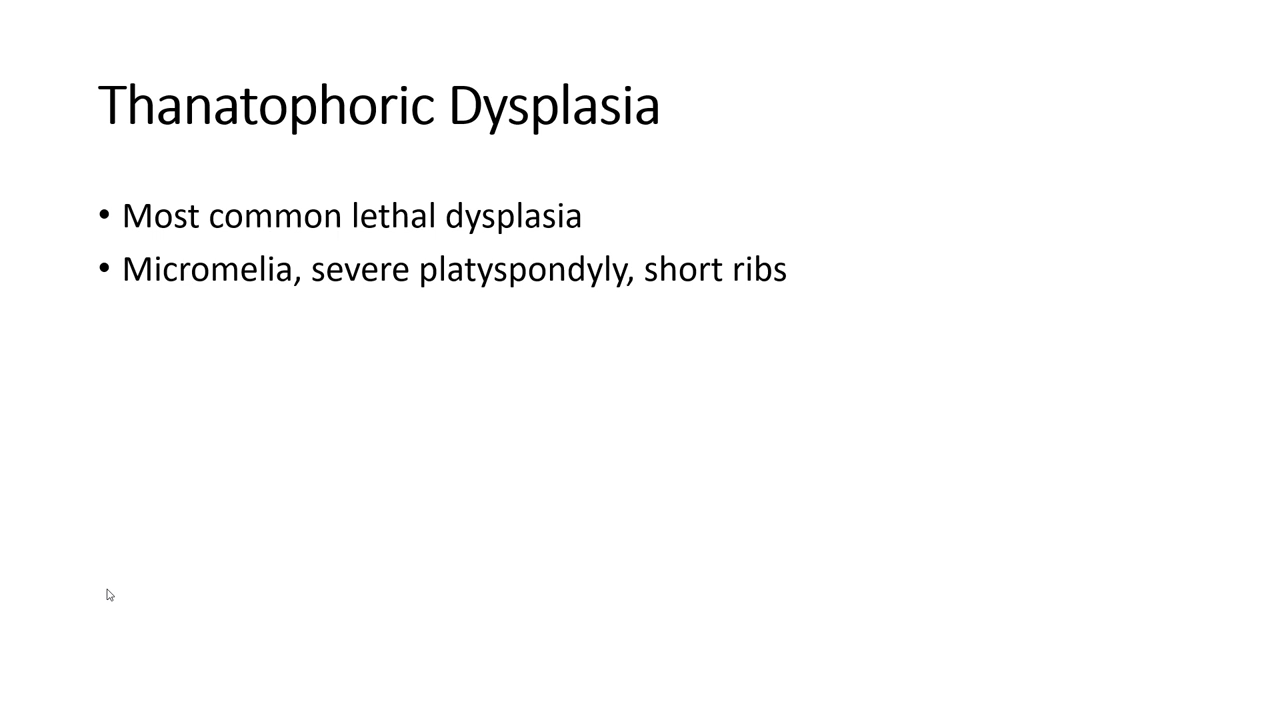 Thanatophoric Dysplasia
• Most common lethal dysplasia
• Micromelia, severe platyspondyly, short ribs